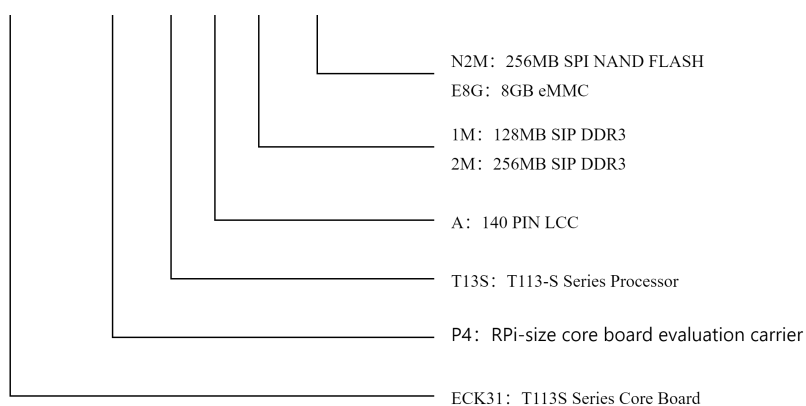 N2M：256MB SPI NAND FLASH
E8G：8GB eMMC
1M：128MB SIP DDR3
2M：256MB SIP DDR3
A：140 PIN LCC
T13S：T113-S Series Processor
P4：RPi-size core board evaluation carrier
ECK31：T113S Series Core Board